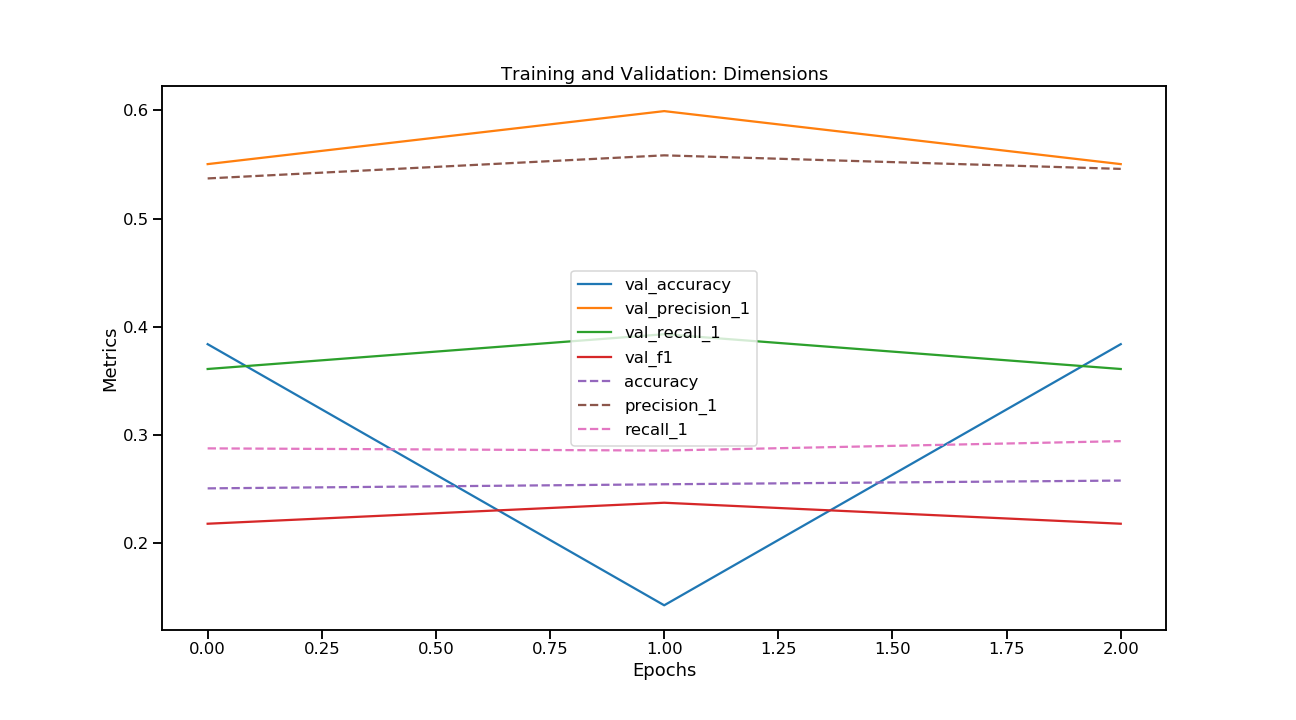 Training and Validation: Dimensions
Metrics
0.6
0.5
0.4
0.3
0.2
val_accuracy
val_precision_1
val_recall_1
val_f1
accuracy
precision_1
recall_1
0.00 0.25 0.50 0.75 1.00 1.25 1.50 1.75 2.00
Epochs